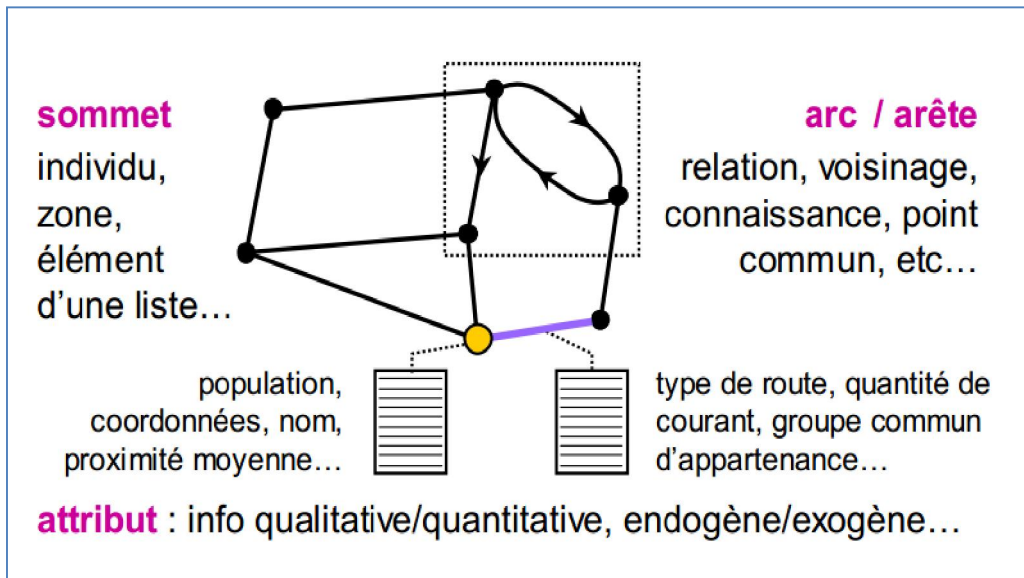 sommet
individu,
zone,
élément
d’une liste…
arc / arête
relation, voisinage,
connaissance, point
commun, etc…
population,
coordonnées, nom,
proximité moyenne…
type de route, quantité de
courant, groupe commun
d’appartenance…
attribut : info qualitative/quantitative, endogène/exogène…